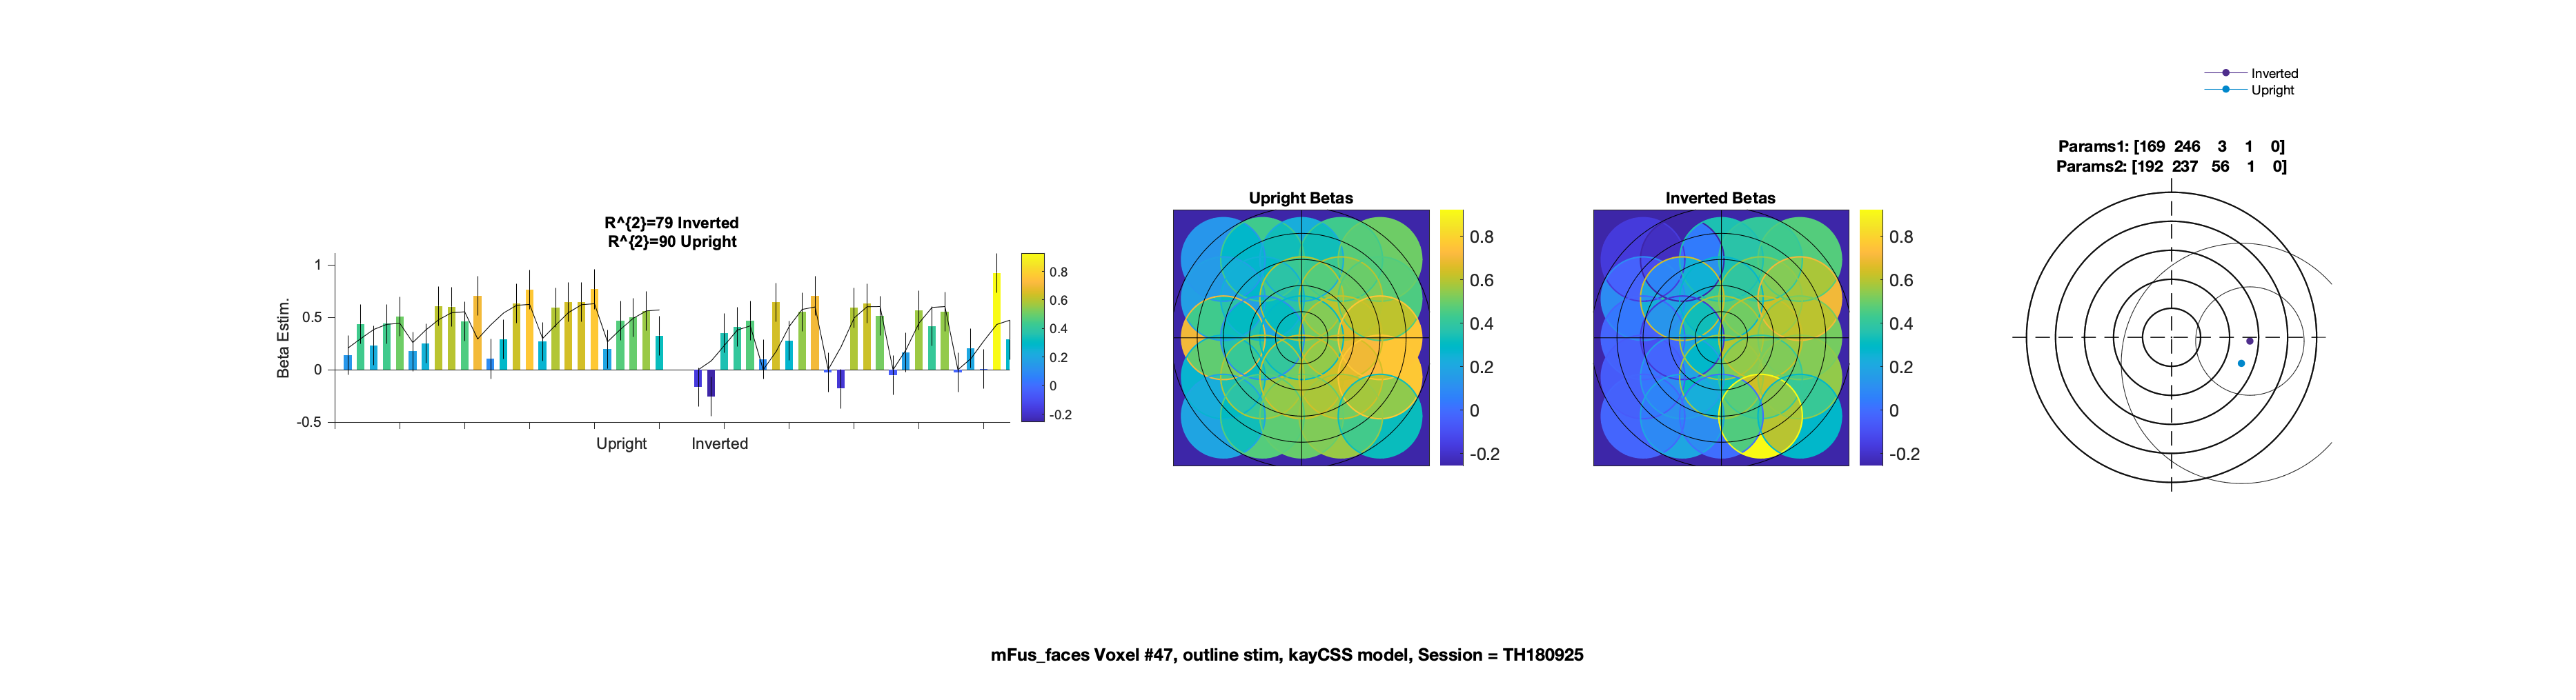 Inverted
Upright
Params1: [169 246 3 1 0]
Params2: [192 237 56 1 0]
R^{2}=79 Inverted
R^{2}=90 Upright
Beta Estim.
1
0.5
0
-0.5
Upright Inverted
0.8
0.6
0.4
0.2
0
-0.2
Upright Betas
0.8
0.6
0.4
0.2
0
-0.2
Inverted Betas
0.8
0.6
0.4
0.2
0
-0.2
mFus_faces Voxel #47, outline stim, kayCSS model, Session = TH180925